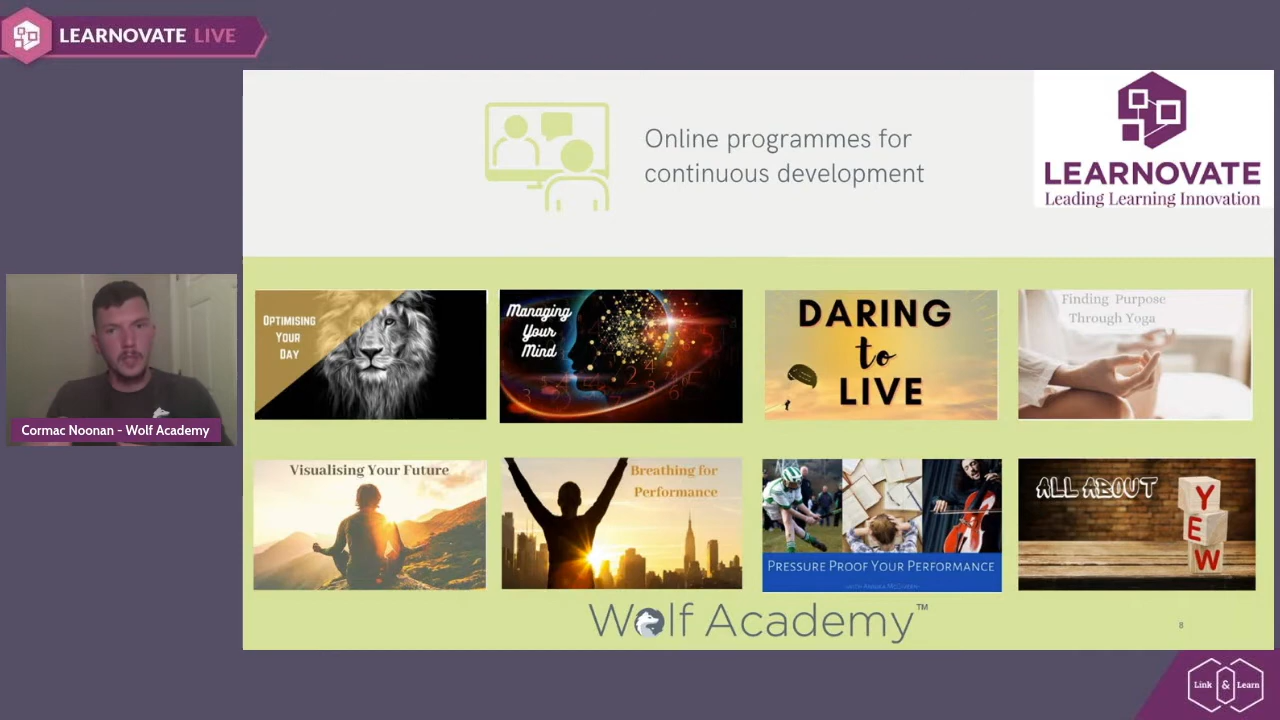 LEARNOVATE LIVE
Online programmes for
continuous development
LEARNOVATE
Leading Learning Innovation
OPTIMISING
YOUR
DAY
Managing
Your
Mind
DARING
to
LIVE
Finding Purpose
Through Yoga
Cormac Noonan - Wolf Academy
Visualising Your Future
Breathing for
Performance
PRESSURE PROOF YOUR PERFORMANCE
ALL ABOUT
Y
E
W
Wolf Academy™
8
Link & Learn